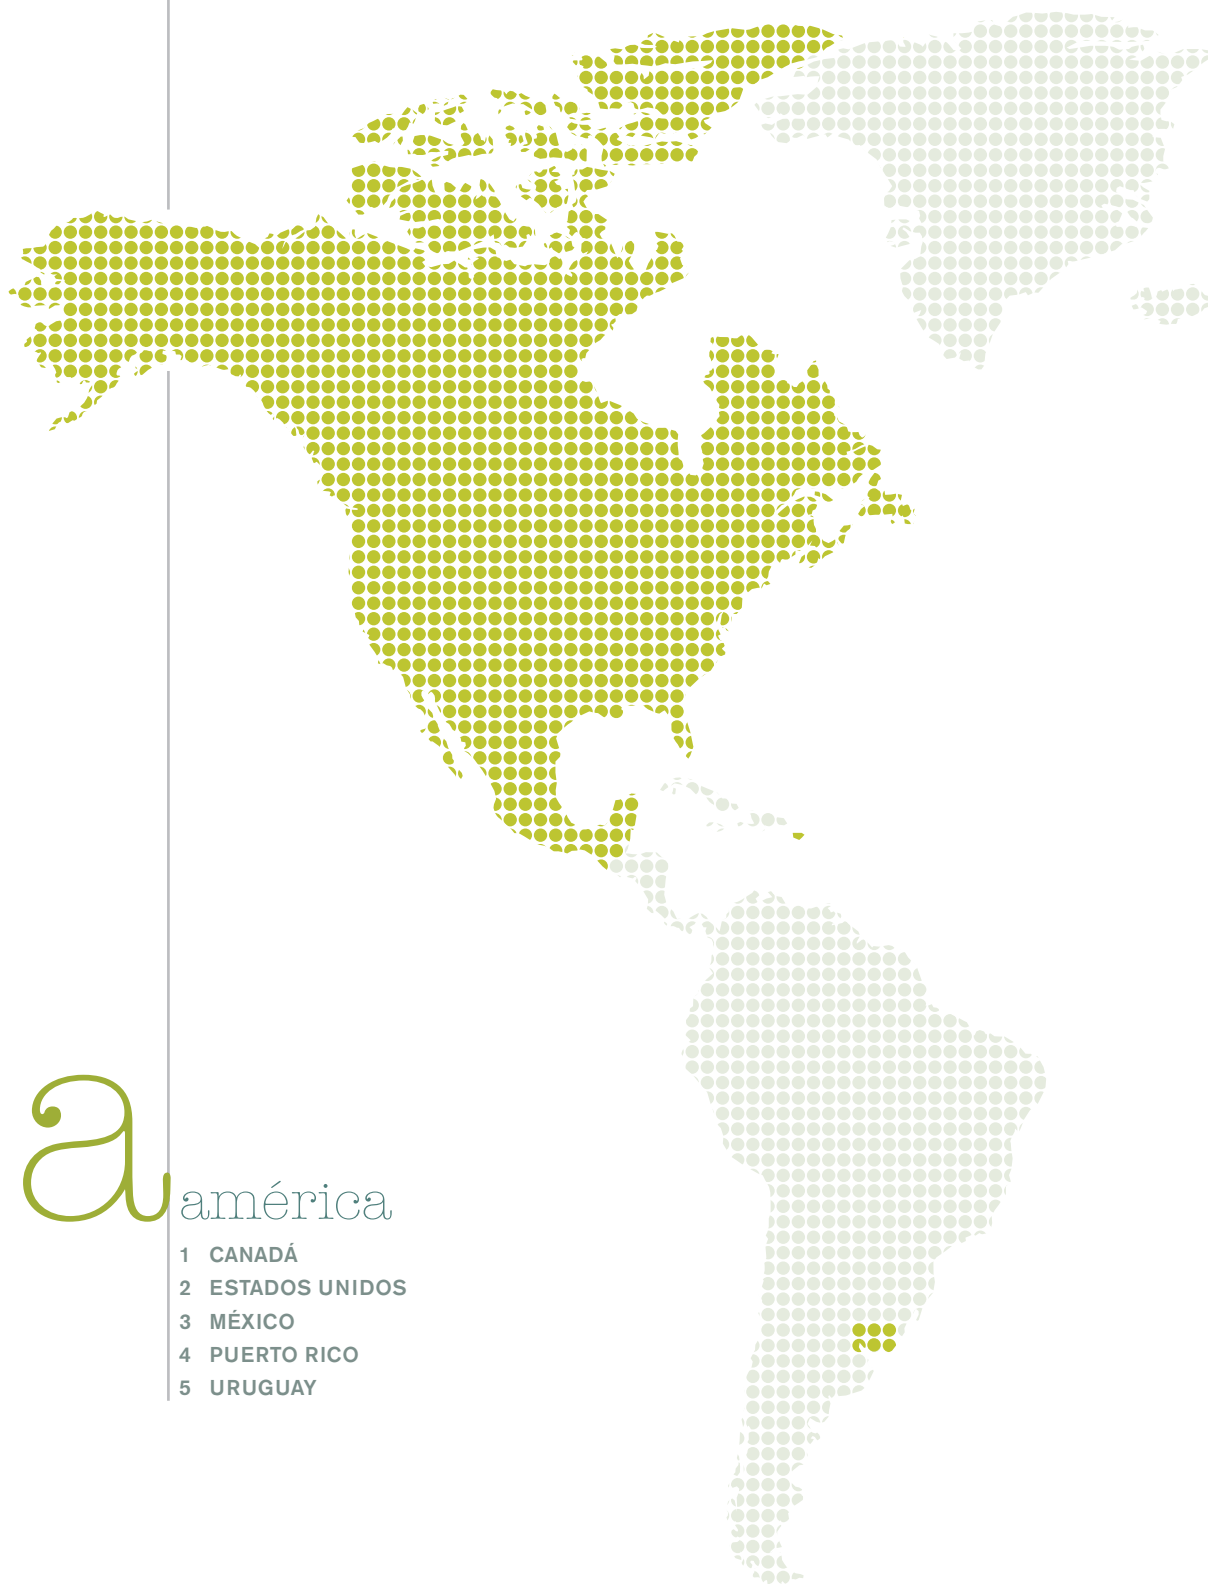 a
américa
1 CANADÁ
2 ESTADOS UNIDOS
3 MÉXICO
4 PUERTO RICO
5 URUGUAY